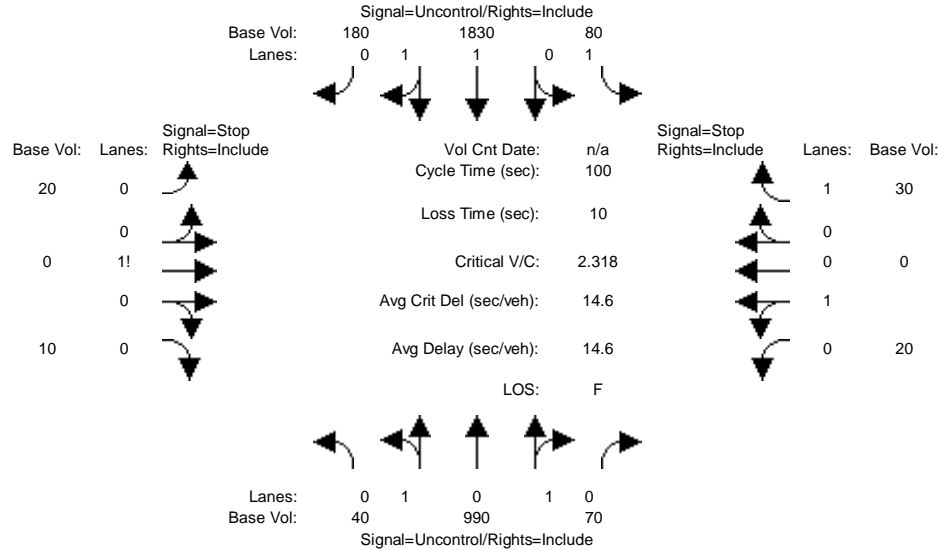 Signal=Uncontrol/Rights=Include
Base Vol: 180 1830 80
Lanes: 0 1 1 0 1
Signal=Stop Signal=Stop
Base Vol: Lanes: Rights=Include Vol Cnt Date: n/a Rights=Include Lanes: Base Vol:
Cycle Time (sec): 100
20 0 1 30
Loss Time (sec): 10
0 0
0 1! Critical V/C: 2.318 0 0
0 Avg Crit Del (sec/veh): 14.6 1
10 0 Avg Delay (sec/veh): 14.6 0 20
LOS: F
Lanes: 0 1 0 1 0
Base Vol: 40 990 70
Signal=Uncontrol/Rights=Include